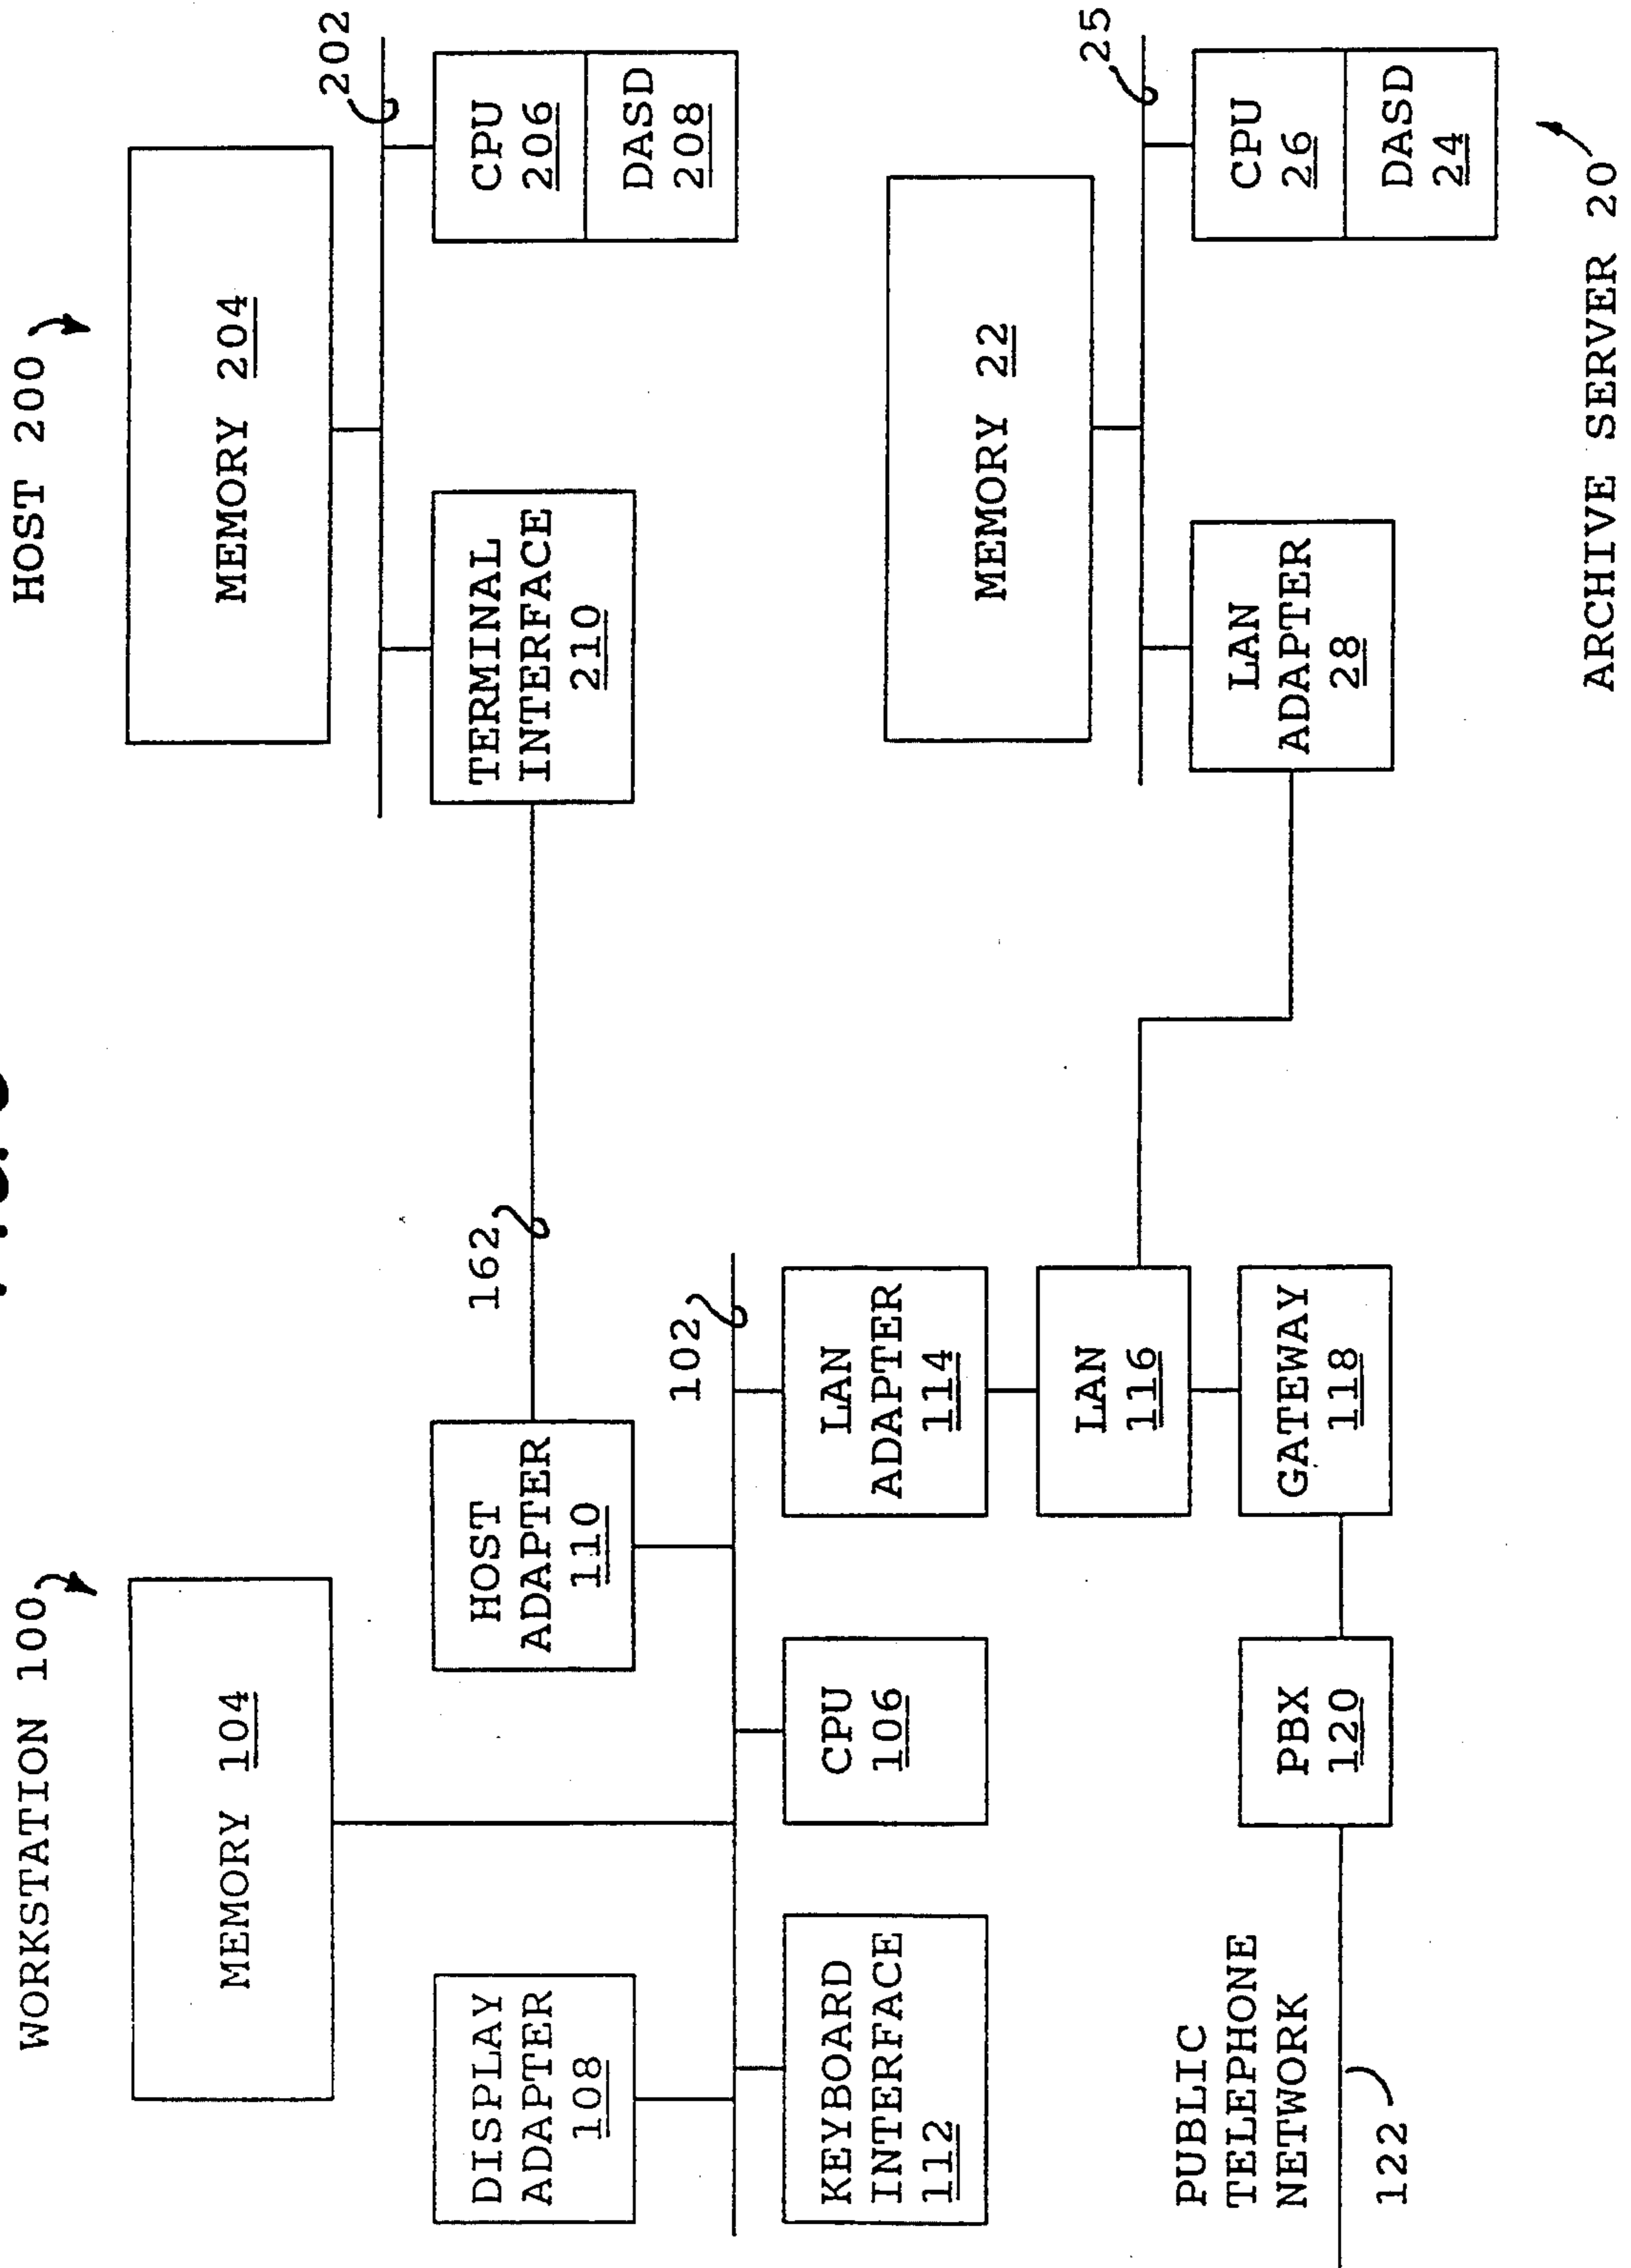 WORKSTATION 100
MEMORY 104
DISPLAY
ADAPTER
108
HOST
ADAPTER
110
162
102
KEYBOARD
INTERFACE
112
CPU
106
LAN
ADAPTER
114
LAN
116
GATEWAY
118
PBX
120
PUBLIC
TELEPHONE
NETWORK
122
HOST 200
MEMORY 204
202
TERMINAL
INTERFACE
210
CPU
206
DASD
208
MEMORY 22
25
LAN
ADAPTER
28
CPU
26
DASD
24
ARCHIVE SERVER 20